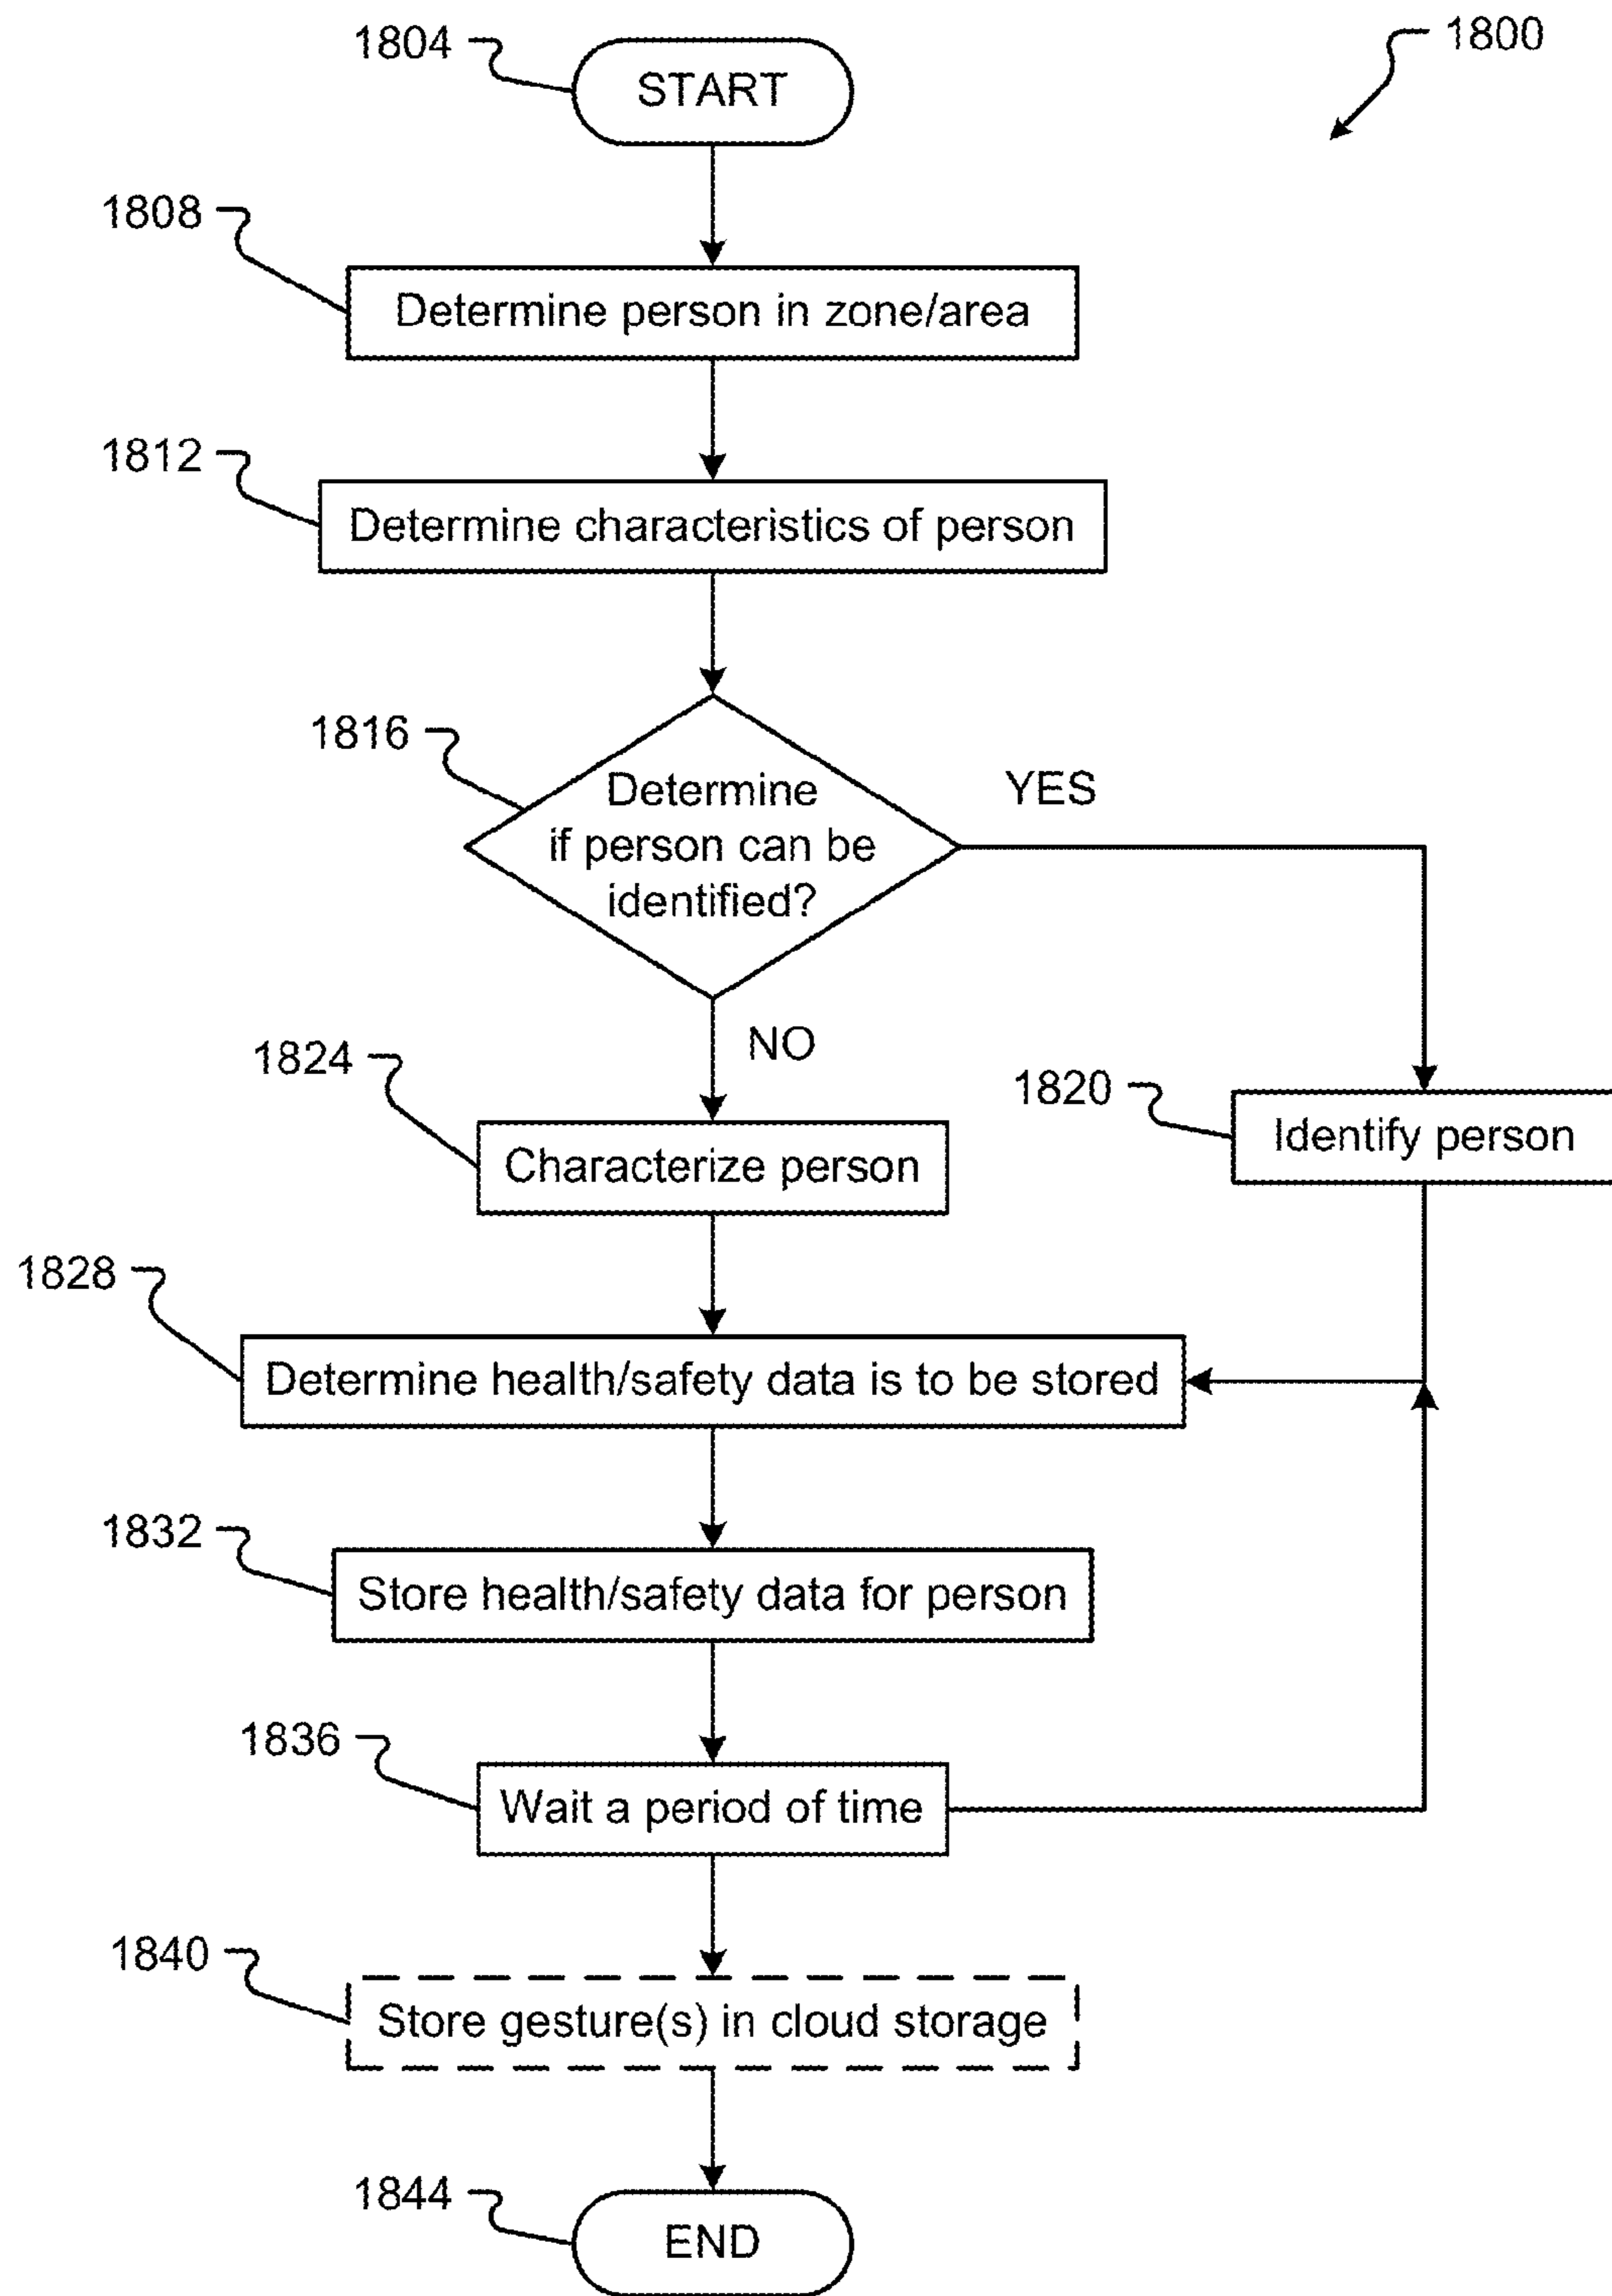 1804
START
1800
1808
Determine person in zone/area
1812
Determine characteristics of person
1816
Determine
if person can be
identified?
YES
NO
1824
Characterize person
1820
Identify person
1828
Determine health/safety data is to be stored
1832
Store health/safety data for person
1836
Wait a period of time
1840
Store gesture(s) in cloud storage
1844
END